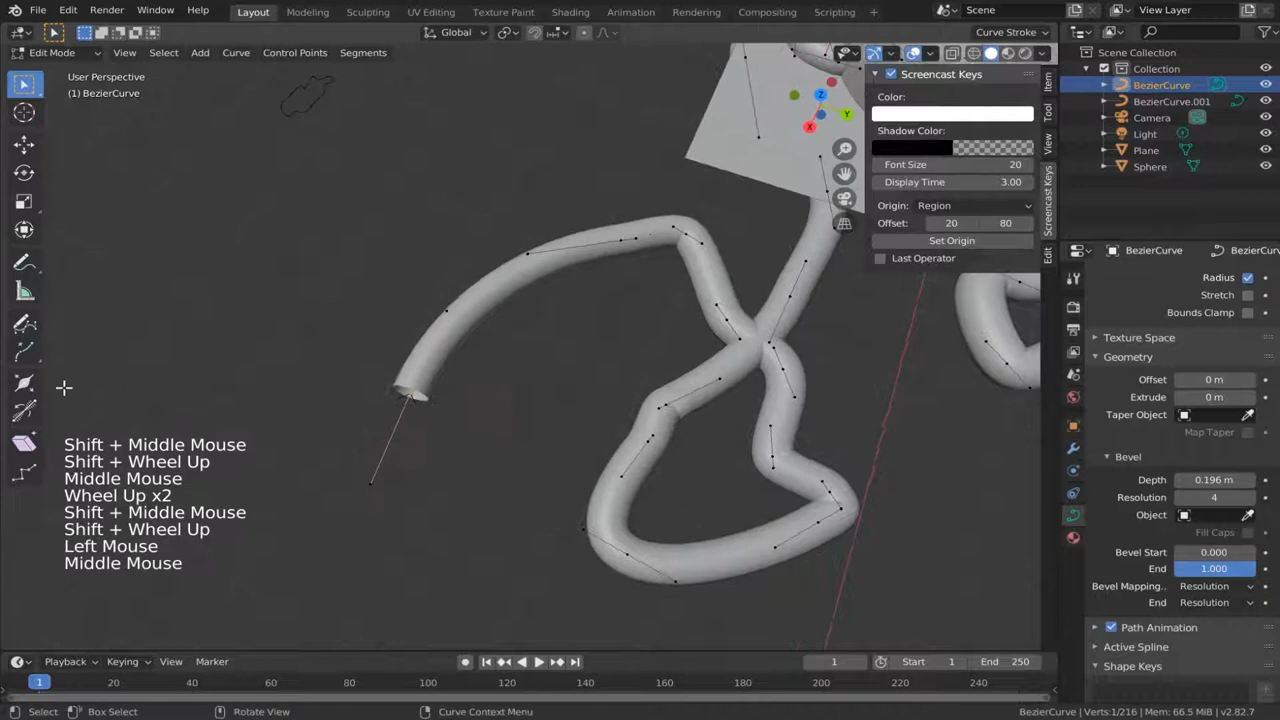 File Edit Render Window Help Layout Modeling Sculpting UV Editing Texture Paint Shading Animation Rendering Compositing Scripting + Scene View Layer
Global Curve Stroke
Edit Mode View Select Add Curve Control Points Segments
User Perspective
(1) BezierCurve
Screencast Keys
Color:
Shadow Color:
Font Size 20
Display Time 3.00
Origin: Region
Offset: 20 80
Set Origin
Last Operator
Item
Tool
View
Screencast Keys
Edit
Z
Y
X
Scene Collection
Collection
BezierCurve
BezierCurve.001
Camera
Light
Plane
Sphere
BezierCurve BezierCurv
Radius
Stretch
Bounds Clamp
Texture Space
Geometry
Offset 0 m
Extrude 0 m
Taper Object
Map Taper
Bevel
Depth 0.196 m
Resolution 4
Object
Fill Caps
Bevel Start 0.000
End 1.000
Bevel Mapping.. Resolution
End Resolution
Path Animation
Active Spline
Shape Keys
Shift + Middle Mouse
Shift + Wheel Up
Middle Mouse
Wheel Up x2
Shift + Middle Mouse
Shift + Wheel Up
Left Mouse
Middle Mouse
Playback Keying View Marker 1 Start 1 End 250
1 20 40 60 80 100 120 140 160 180 200 220 240
Select Box Select Rotate View Curve Context Menu BezierCurve | Verts:1/216 | Mem: 66.5 MiB | v2.82.7